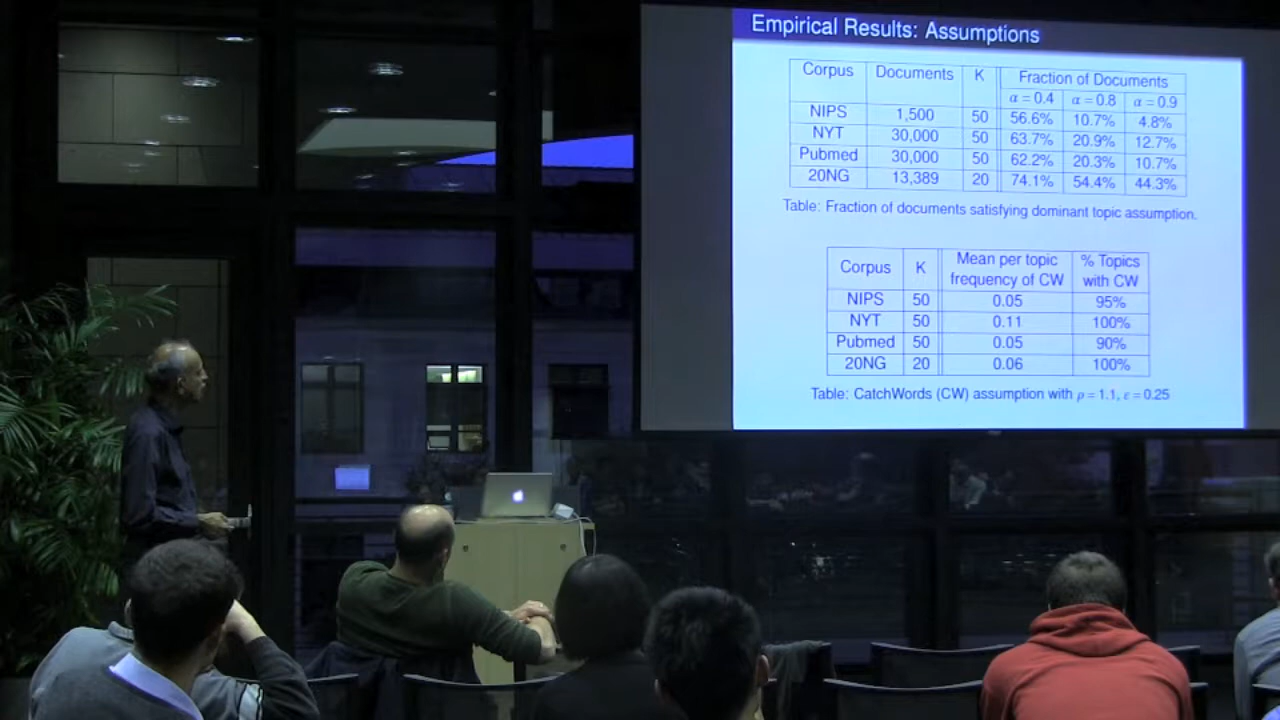 Empirical Results: Assumptions
Corpus Documents K Fraction of Documents
α = 0.4 α = 0.8 α = 0.9
NIPS 1,500 50 56.6% 10.7% 4.8%
NYT 30,000 50 63.7% 20.9% 12.7%
Pubmed 30,000 50 62.2% 20.3% 10.7%
20NG 13,389 20 74.1% 54.4% 44.3%
Table: Fraction of documents satisfying dominant topic assumption.
Corpus K Mean per topic % Topics
frequency of CW with CW
NIPS 50 0.05 95%
NYT 50 0.11 100%
Pubmed 50 0.05 90%
20NG 20 0.06 100%
Table: CatchWords (CW) assumption with ρ = 1.1, ε = 0.25